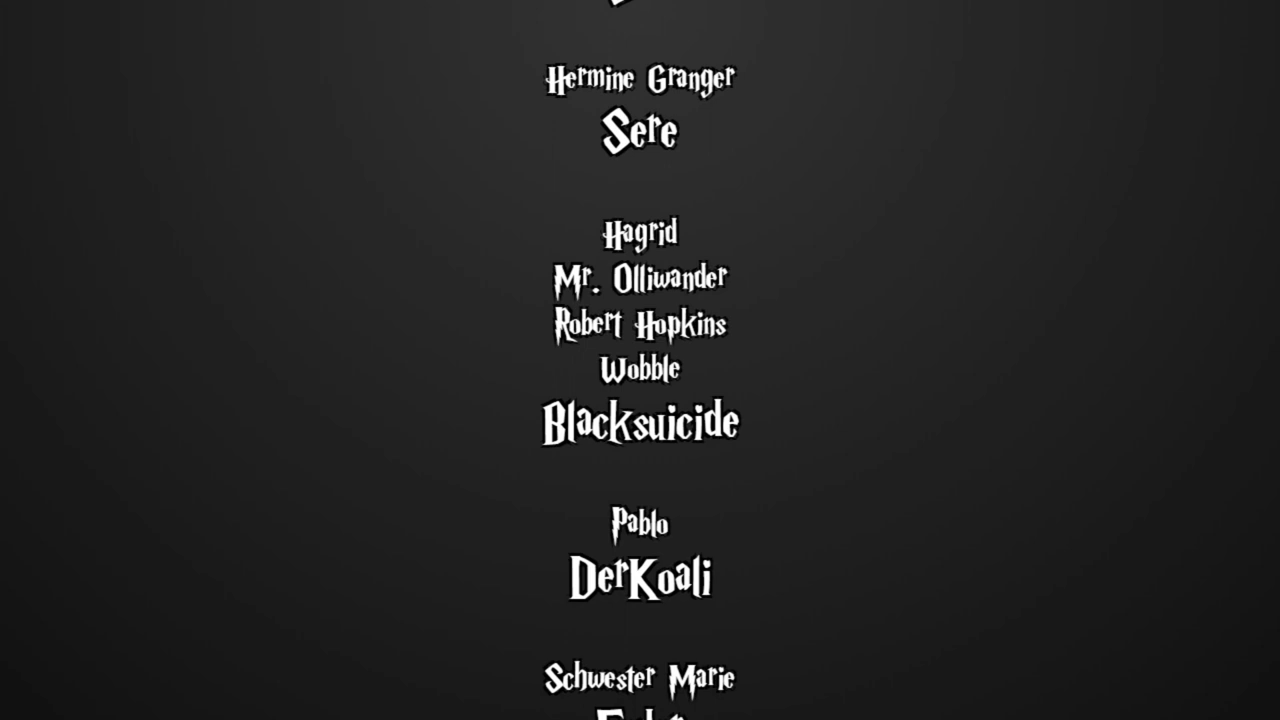 Hermine Granger
Sere
Hagrid
Mr. Olliwander
Robert Hopkins
Wobble
Blacksuicide
Pablo
DerKoali
Schwester Marie